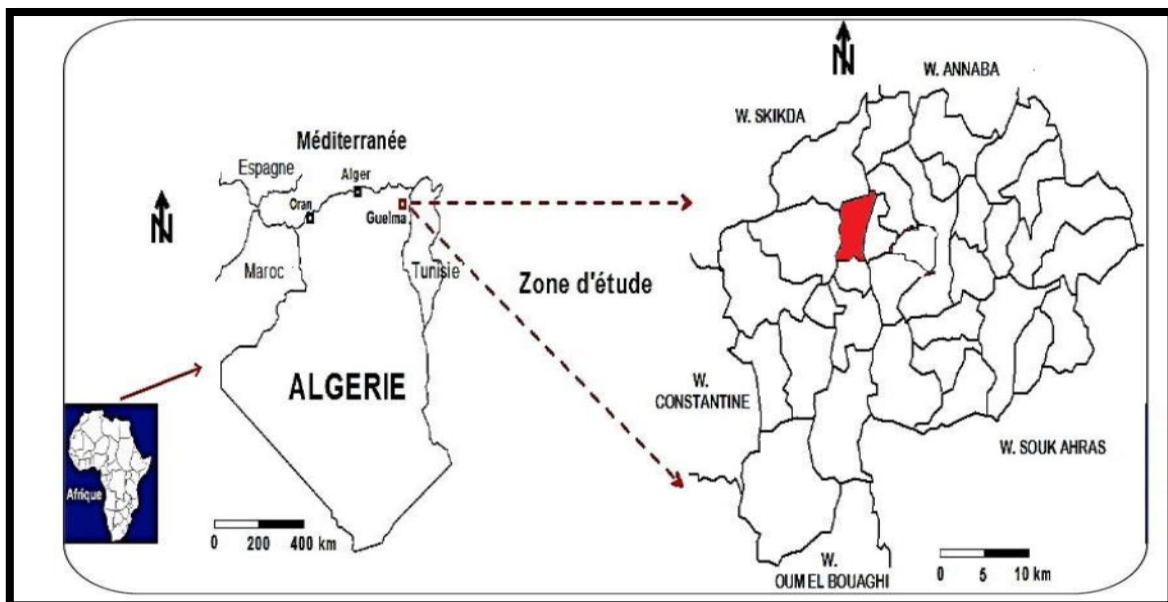 N
W. ANNABA
W. SKIKDA
Méditerranée
Espagne
Alger
Oran
Guelma
N
Maroc
Tunisie
Zone d'étude
ALGERIE
W.
CONSTANTINE
W. SOUK AHRAS
Afrique
0 200 400 km
W.
OUM EL BOUAGHI
0 5 10 km